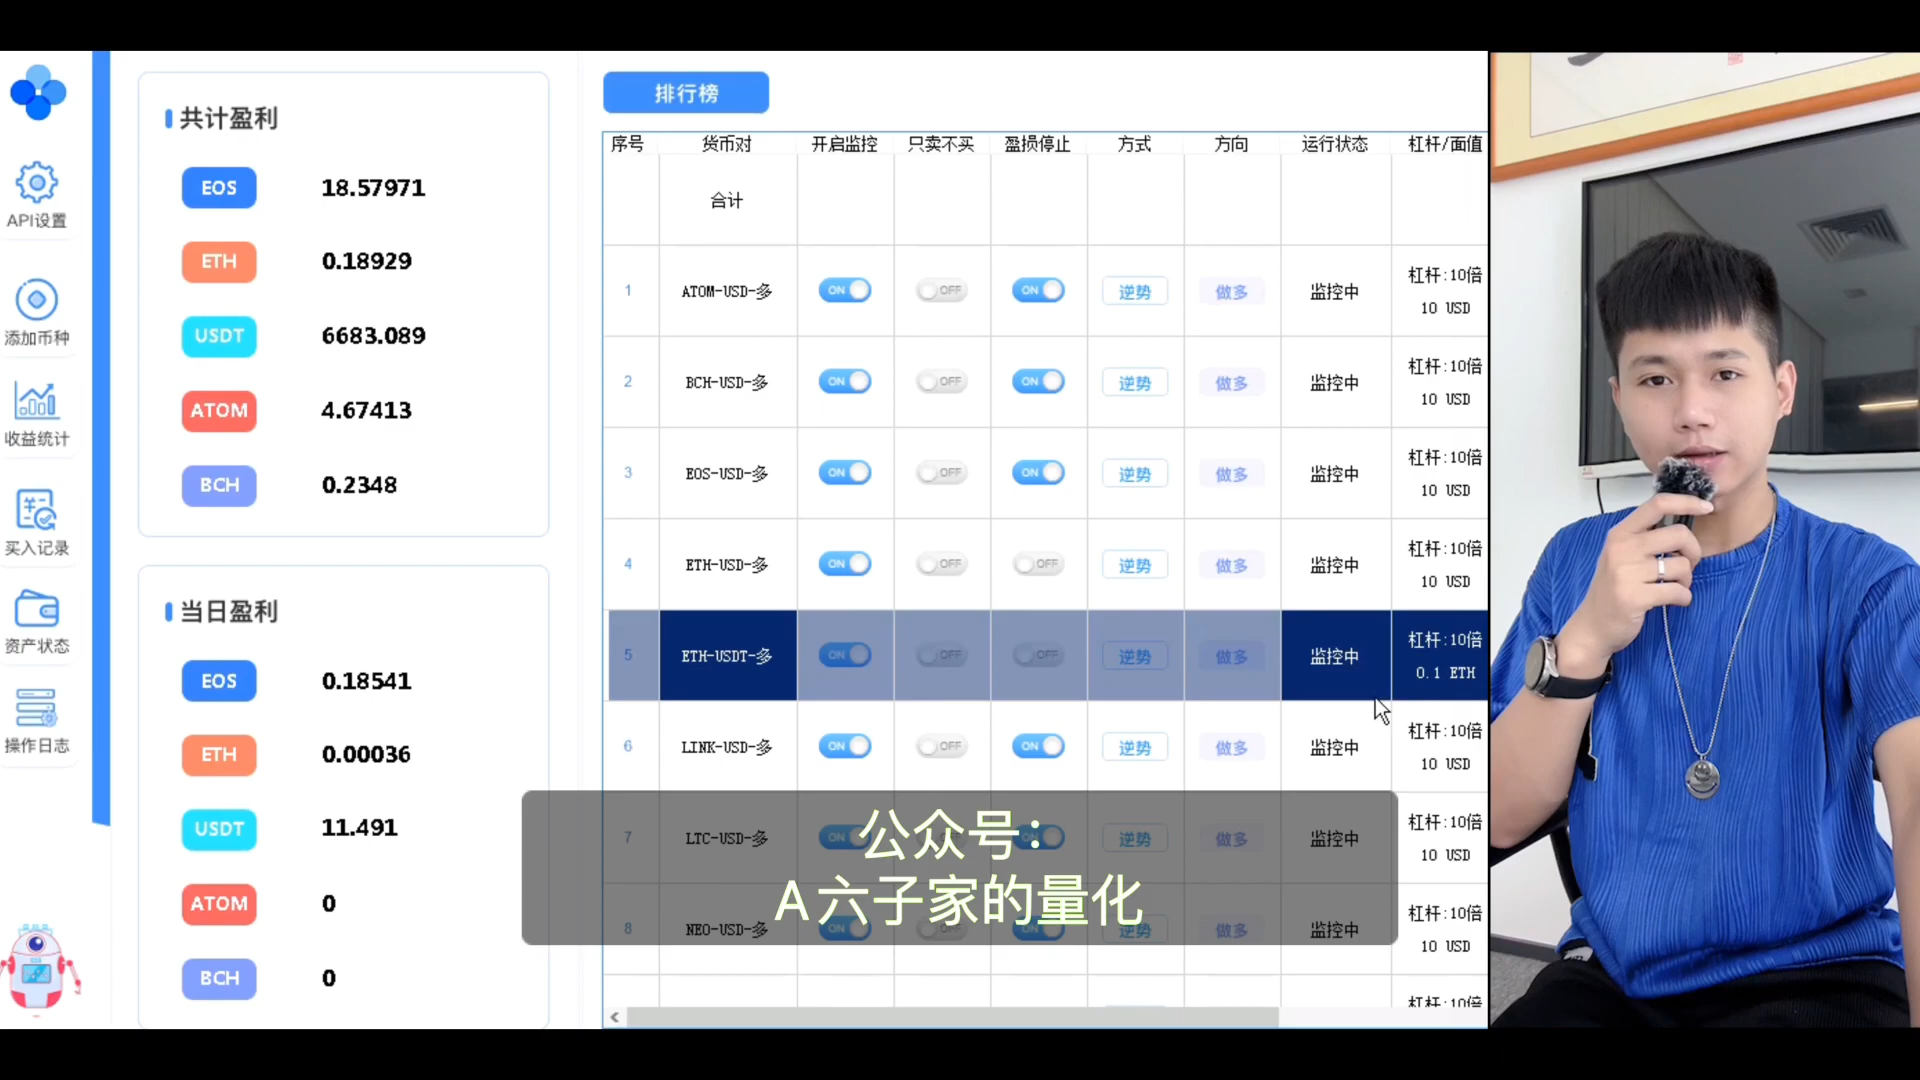 API设置
添加币种
收益统计
买入记录
资产状态
操作日志
共计盈利
EOS 18.57971
ETH 0.18929
USDT 6683.089
ATOM 4.67413
BCH 0.2348
当日盈利
EOS 0.18541
ETH 0.00036
USDT 11.491
ATOM 0
BCH 0
排行榜
序号 货币对 开启监控 只卖不买 盈损停止 方式 方向 运行状态 杠杆/面值
合计
1 ATOM-USD-多 ON OFF ON 逆势 做多 监控中 杠杆:10倍
10 USD
2 BCH-USD-多 ON OFF ON 逆势 做多 监控中 杠杆:10倍
10 USD
3 EOS-USD-多 ON OFF ON 逆势 做多 监控中 杠杆:10倍
10 USD
4 ETH-USD-多 ON OFF OFF 逆势 做多 监控中 杠杆:10倍
10 USD
5 ETH-USDT-多 ON OFF OFF 逆势 做多 监控中 杠杆:10倍
0.1 ETH
6 LINK-USD-多 ON OFF ON 逆势 做多 监控中 杠杆:10倍
10 USD
7 LTC-USD-多 ON ON 逆势 做多 监控中 杠杆:10倍
10 USD
8 NEO-USD-多 ON OFF ON 逆势 做多 监控中 杠杆:10倍
10 USD
杠杆:10倍
公众号：
A六子家的量化